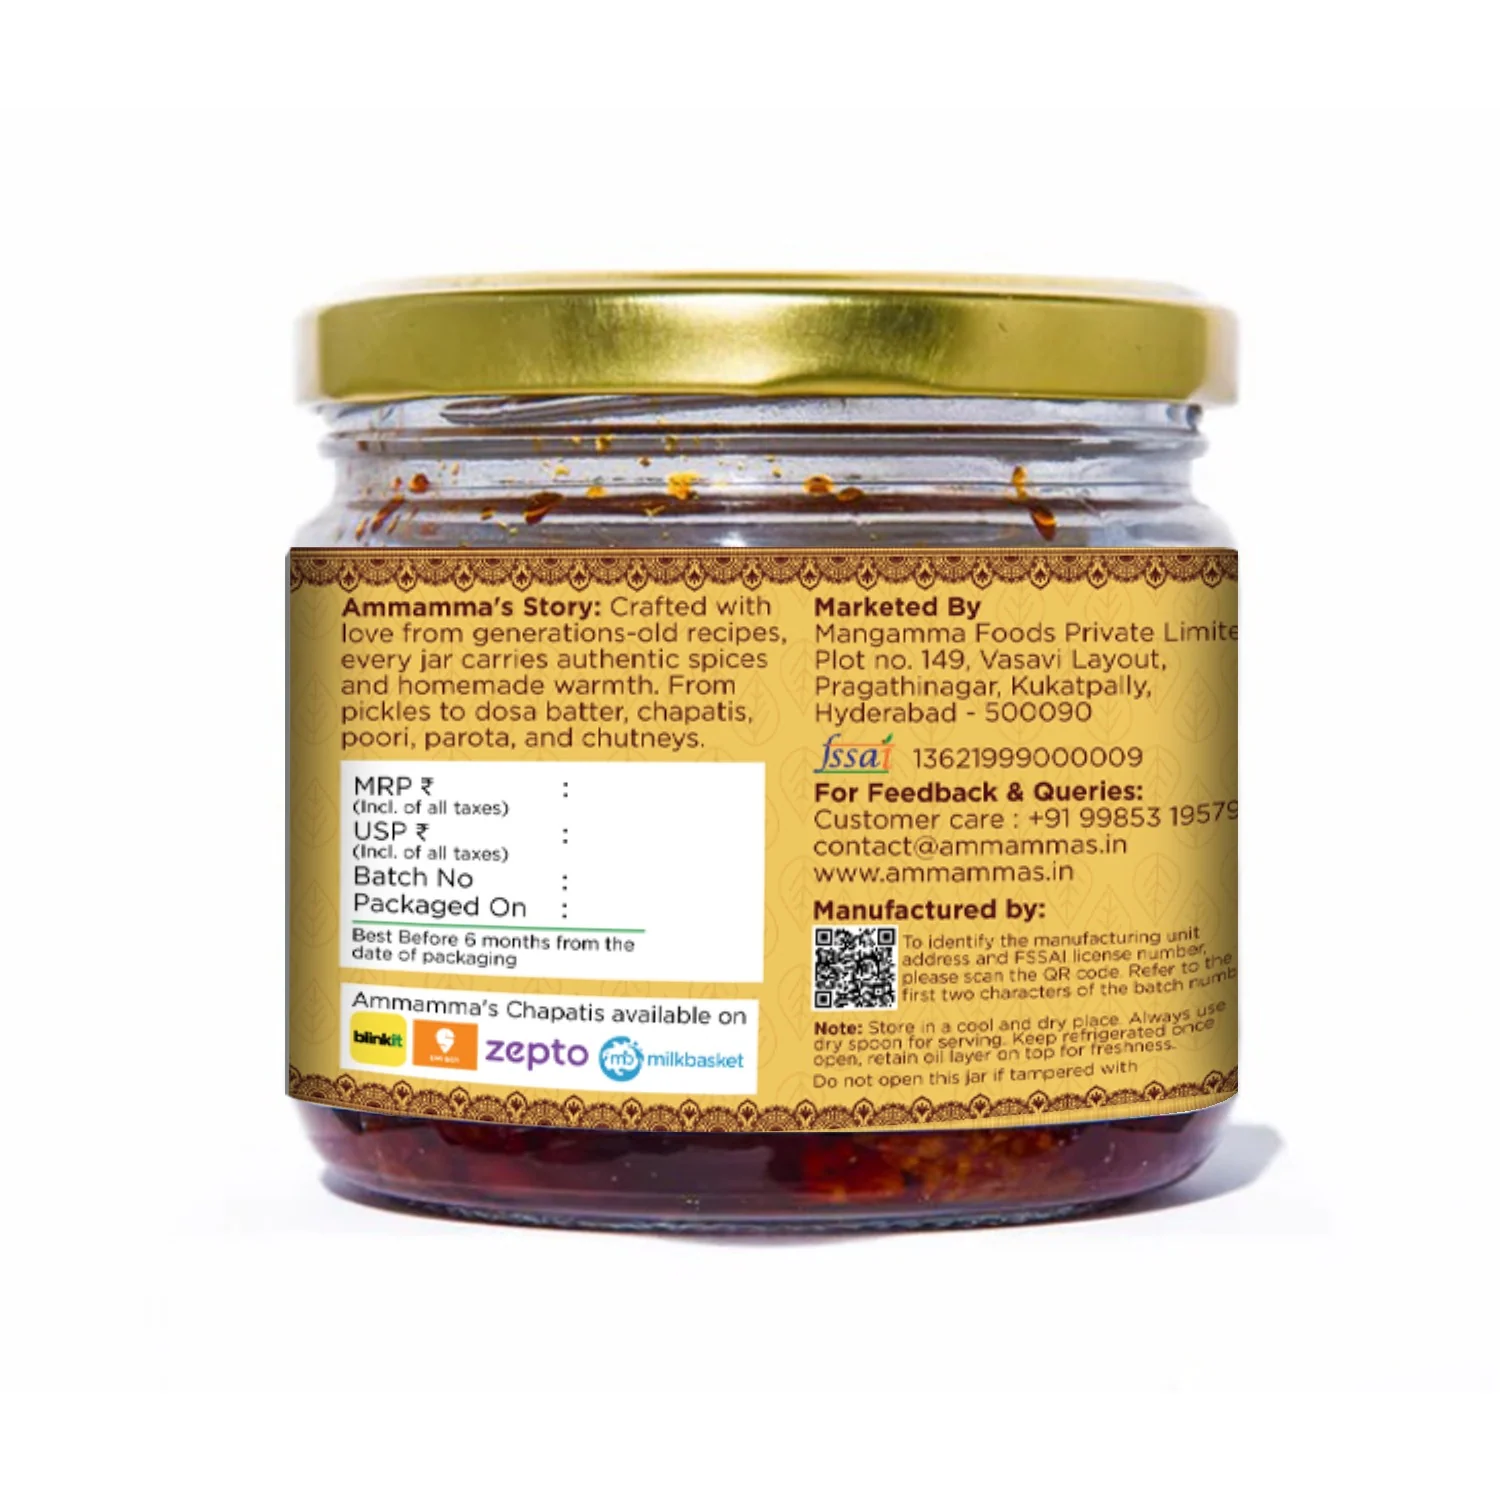 Ammamma's Story: Crafted with
love from generations-old recipes,
every jar carries authentic spices
and homemade warmth. From
pickles to dosa batter, chapatis,
poori, parota, and chutneys.
MRP ₹ :
(Incl. of all taxes)
USP ₹ :
(Incl. of all taxes)
Batch No :
Packaged On :
Best Before 6 months from the
date of packaging
Ammamma's Chapatis available on
blinkit
zepto
mb milkbasket
Marketed By
Mangamma Foods Private Limite
Plot no. 149, Vasavi Layout,
Pragathinagar, Kukatpally,
Hyderabad - 500090
fssai 13621999000009
For Feedback & Queries:
Customer care : +91 99853 19579
contact@ammammas.in
www.ammammas.in
Manufactured by:
To identify the manufacturing unit
address and FSSAI license number,
please scan the QR code. Refer to the
first two characters of the batch numb
Note: Store in a cool and dry place. Always use
dry spoon for serving. Keep refrigerated once
open, retain oil layer on top for freshness.
Do not open this jar if tampered with